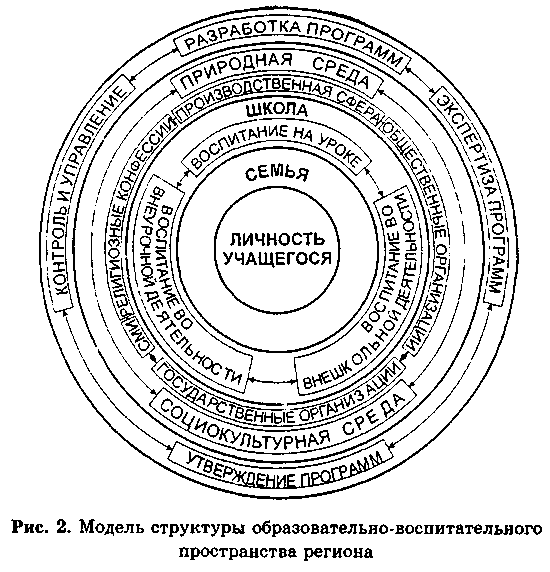 РАЗРАБОТКА ПРОГРАММ
ЭКСПЕРТИЗА ПРОГРАММ
УТВЕРЖДЕНИЕ ПРОГРАММ
КОНТРОЛЬ И УПРАВЛЕНИЕ
ПРИРОДНАЯ СРЕДА
СОЦИОКУЛЬТУРНАЯ СРЕДА
ПРОИЗВОДСТВЕННАЯ СФЕРА
ОБЩЕСТВЕННЫЕ ОРГАНИЗАЦИИ
ГОСУДАРСТВЕННЫЕ ОРГАНИЗАЦИИ
СМИ
РЕЛИГИОЗНЫЕ КОНФЕССИИ
ШКОЛА
ВОСПИТАНИЕ НА УРОКЕ
ВОСПИТАНИЕ ВО
ВНЕШКОЛЬНОЙ ДЕЯТЕЛЬНОСТИ
ВОСПИТАНИЕ ВО
ВНЕУРОЧНОЙ ДЕЯТЕЛЬНОСТИ
СЕМЬЯ
ЛИЧНОСТЬ
УЧАЩЕГОСЯ
Рис. 2. Модель структуры образовательно-воспитательного
пространства региона